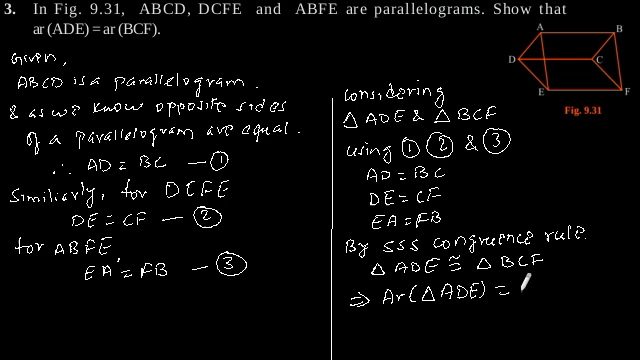 3. In Fig. 9.31, ABCD, DCFE and ABFE are parallelograms. Show that
ar (ADE) = ar (BCF).
A B
D C
E F
Fig. 9.31
Given,
ABCD is a parallelogram.
& as we know opposite sides
of a parallelogram are equal.
∴ AD = BC — ①
Similiarly, for DCFE
DE = CF — ②
for ABFE
EA = FB — ③
Considering
△ ADE & △ BCF
using ① ② & ③
AD = BC
DE = CF
EA = FB
By SSS congruence rule.
△ ADE ≅ △ BCF
⇒ Ar(△ ADE) =